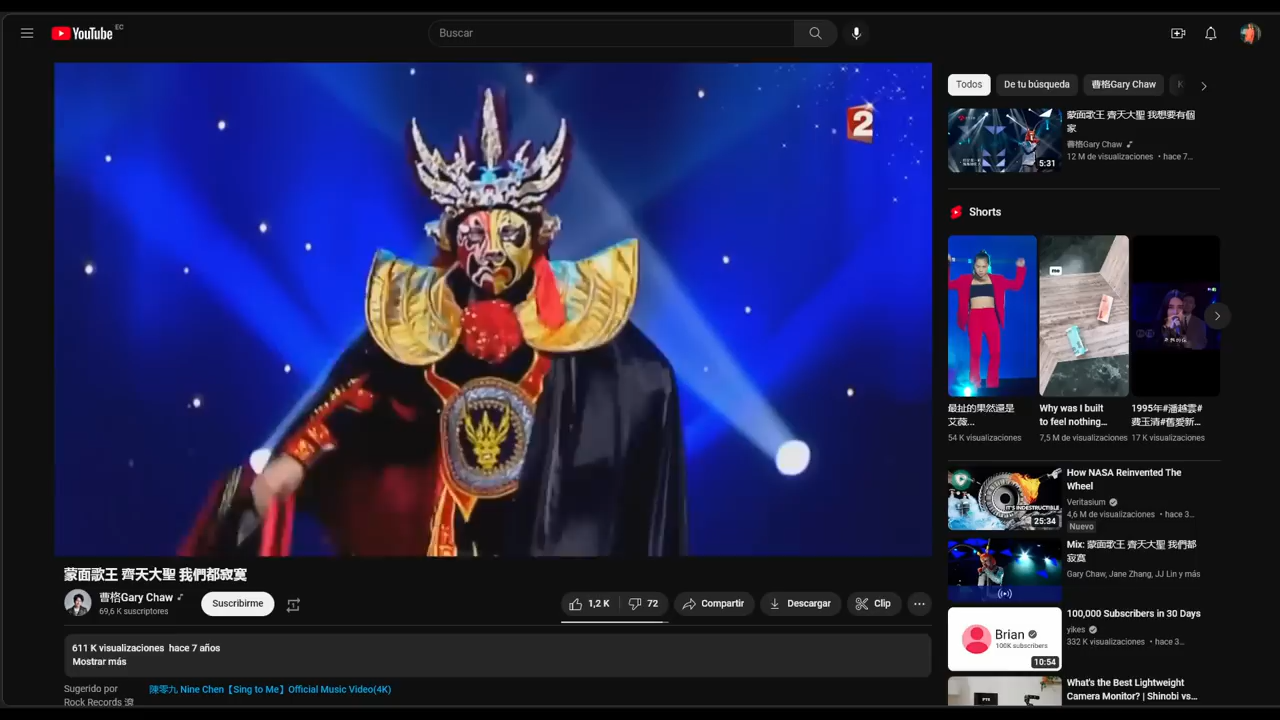 YouTube EC
Buscar
2
蒙面歌王 齊天大聖 我們都寂寞
曹格Gary Chaw
69,6 K suscriptores
Suscribirme
1,2 K
72
Compartir
Descargar
Clip
611 K visualizaciones hace 7 años
Mostrar más
Sugerido por
Rock Records 滾
陳零九 Nine Chen【Sing to Me】Official Music Video(4K)
Todos
De tu búsqueda
曹格Gary Chaw
K
5:31
蒙面歌王 齊天大聖 我想要有個
家
曹格Gary Chaw
12 M de visualizaciones • hace 7...
Shorts
me
最扯的果然還是
艾薇...
54 K visualizaciones
Why was I built
to feel nothing...
7,5 M de visualizaciones
1995年#潘越雲#
費玉清#舊愛新...
17 K visualizaciones
IT'S INDESTRUCTIBLE
25:34
How NASA Reinvented The
Wheel
Veritasium
4,6 M de visualizaciones • hace 3...
Nuevo
Mix: 蒙面歌王 齊天大聖 我們都
寂寞
Gary Chaw, Jane Zhang, JJ Lin y más
Brian
100K subscribers
10:54
100,000 Subscribers in 30 Days
yikes
332 K visualizaciones • hace 3...
What's the Best Lightweight
Camera Monitor? | Shinobi vs...